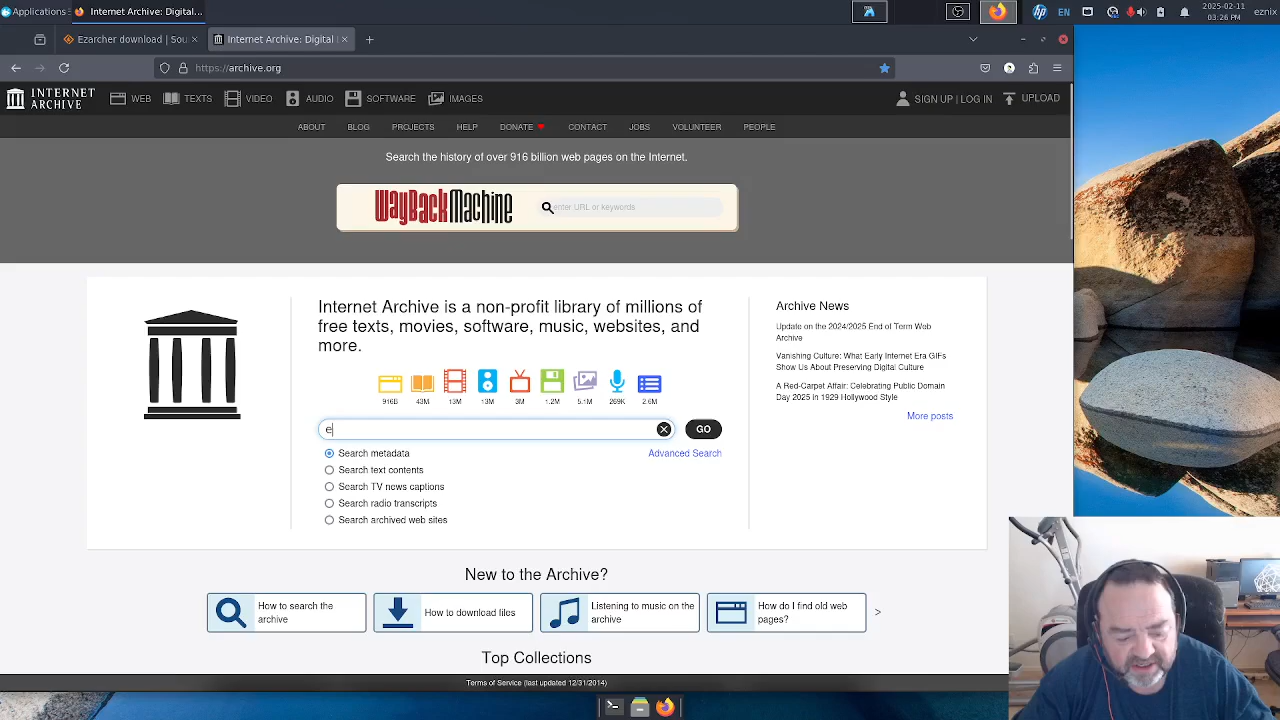 Applications
Internet Archive: Digital...
EN
2025-02-11
03:26 PM
eznix
Ezarcher download | Sou
Internet Archive: Digital
https://archive.org
INTERNET
ARCHIVE
WEB
TEXTS
VIDEO
AUDIO
SOFTWARE
IMAGES
SIGN UP | LOG IN
UPLOAD
ABOUT
BLOG
PROJECTS
HELP
DONATE
CONTACT
JOBS
VOLUNTEER
PEOPLE
Search the history of over 916 billion web pages on the Internet.
WayBackMachine
enter URL or keywords
Internet Archive is a non-profit library of millions of
free texts, movies, software, music, websites, and
more.
916B
43M
13M
13M
3M
1.2M
5.1M
269K
2.6M
e
GO
Search metadata
Advanced Search
Search text contents
Search TV news captions
Search radio transcripts
Search archived web sites
Archive News
Update on the 2024/2025 End of Term Web
Archive
Vanishing Culture: What Early Internet Era GIFs
Show Us About Preserving Digital Culture
A Red-Carpet Affair: Celebrating Public Domain
Day 2025 in 1929 Hollywood Style
More posts
New to the Archive?
How to search the
archive
How to download files
Listening to music on the
archive
How do I find old web
pages?
>
Top Collections
Terms of Service (last updated 12/31/2014)